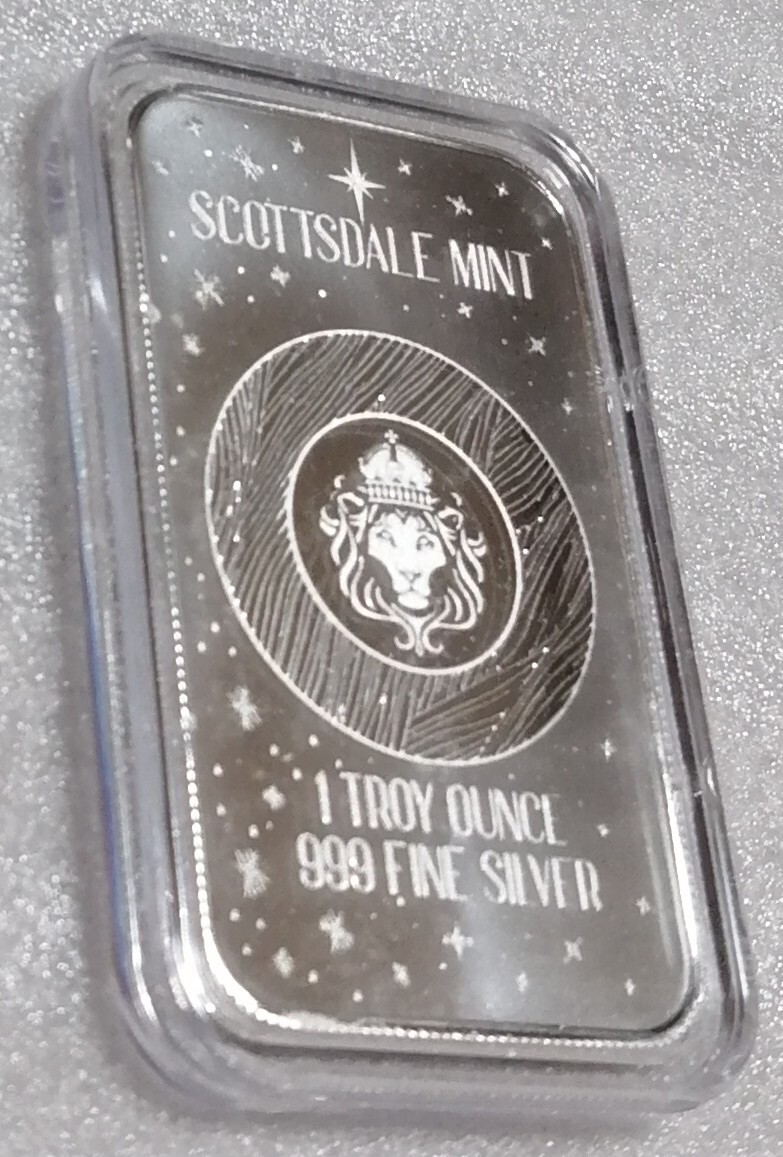 SCOTTSDALE MINT
1 TROY OUNCE
999 FINE SILVER